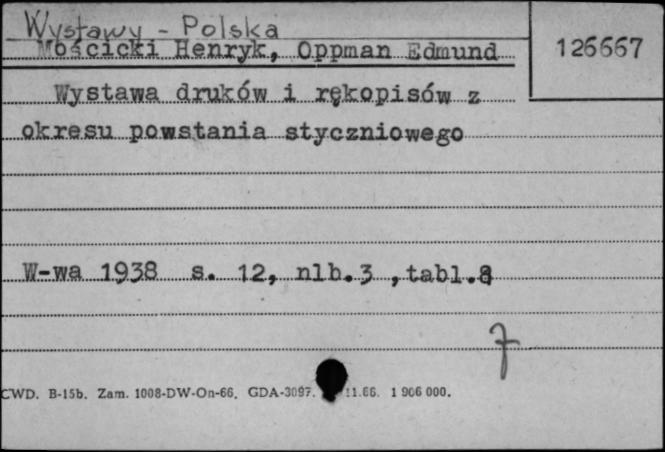 Wystawy - Polska
Mościcki Henryk, Oppman Edmund
126667
Wystawa druków i rękopisów z
okresu powstania styczniowego
W-wa 1938 s. 12, nlb.3 ,tabl.8
7
CWD. B-15b. Zam. 1008-DW-On-66. GDA-3097. 11.66. 1 906 000.